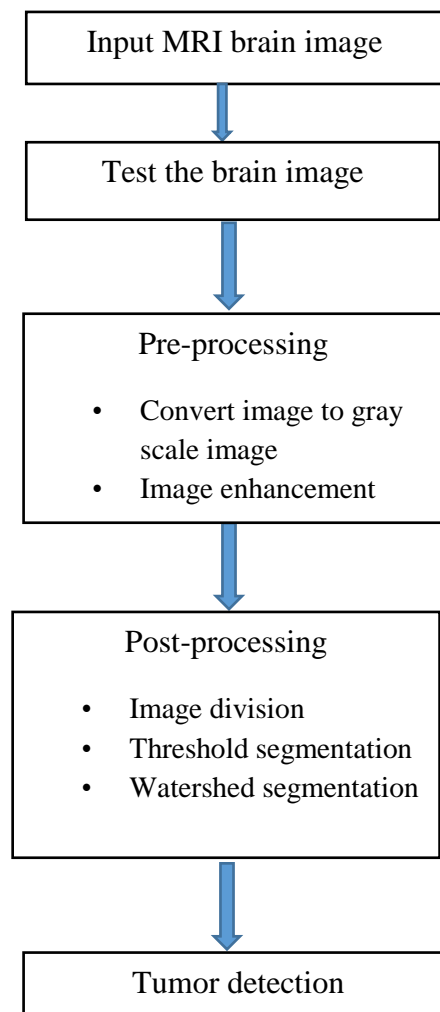 Input MRI brain image
Test the brain image
Pre-processing
• Convert image to gray
scale image
• Image enhancement
Post-processing
• Image division
• Threshold segmentation
• Watershed segmentation
Tumor detection